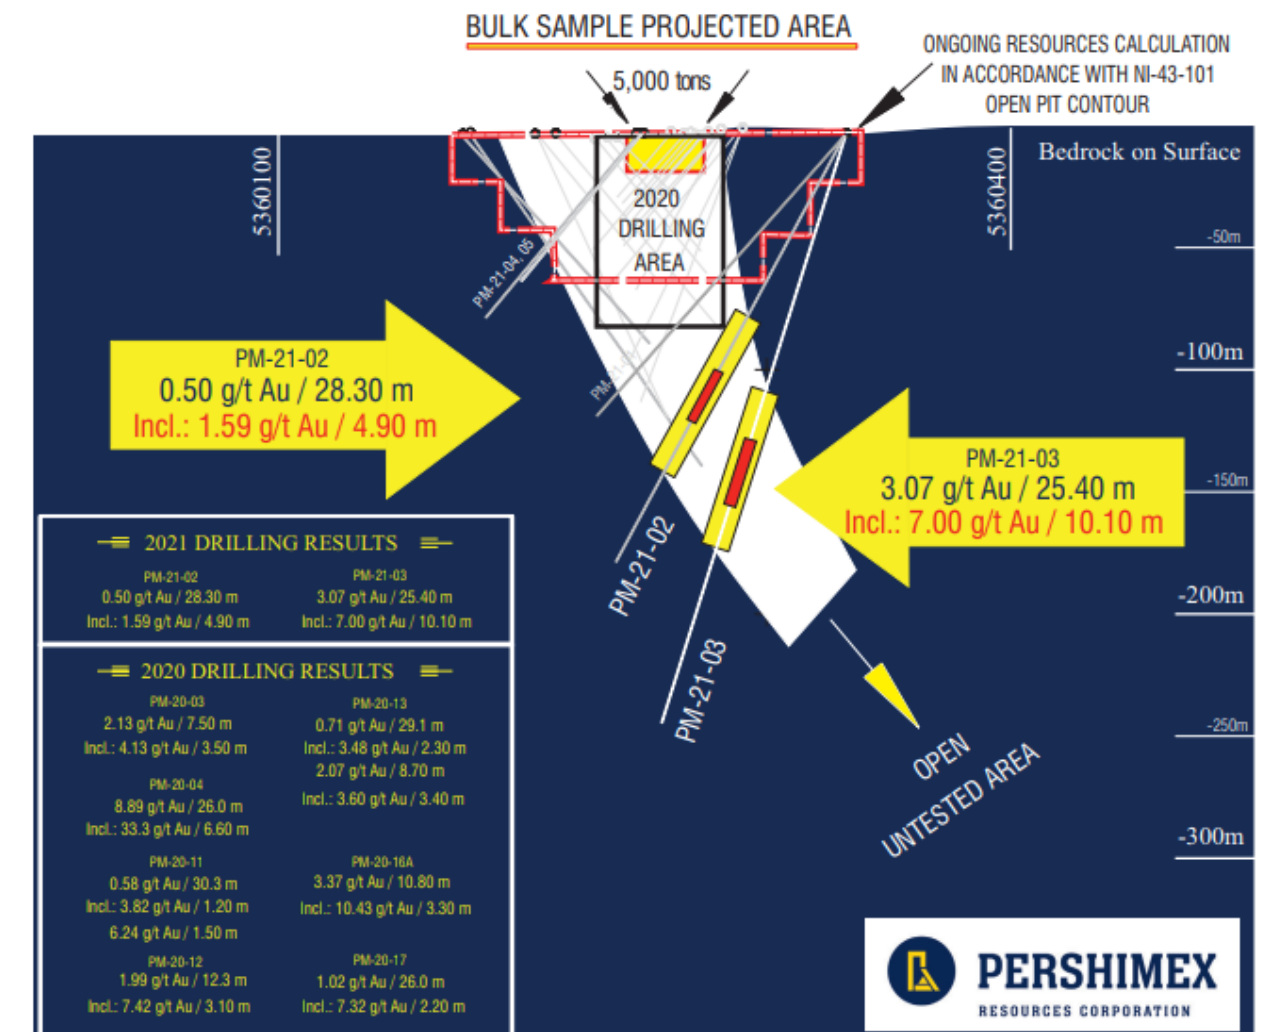 BULK SAMPLE PROJECTED AREA
5,000 tons
ONGOING RESOURCES CALCULATION
IN ACCORDANCE WITH NI-43-101
OPEN PIT CONTOUR
5360100
5360400
Bedrock on Surface
2020
DRILLING
AREA
PM-21-04, 05
-50m
-100m
-150m
-200m
-250m
-300m
PM-21-02
0.50 g/t Au / 28.30 m
Incl.: 1.59 g/t Au / 4.90 m
PM-21-03
3.07 g/t Au / 25.40 m
Incl.: 7.00 g/t Au / 10.10 m
PM-21-02
PM-21-03
OPEN
UNTESTED AREA
2021 DRILLING RESULTS
PM-21-02
0.50 g/t Au / 28.30 m
Incl.: 1.59 g/t Au / 4.90 m
PM-21-03
3.07 g/t Au / 25.40 m
Incl.: 7.00 g/t Au / 10.10 m
2020 DRILLING RESULTS
PM-20-03
2.13 g/t Au / 7.50 m
Incl.: 4.13 g/t Au / 3.50 m
PM-20-04
8.89 g/t Au / 26.0 m
Incl.: 33.3 g/t Au / 6.60 m
PM-20-11
0.58 g/t Au / 30.3 m
Incl.: 3.82 g/t Au / 1.20 m
6.24 g/t Au / 1.50 m
PM-20-12
1.99 g/t Au / 12.3 m
Incl.: 7.42 g/t Au / 3.10 m
PM-20-13
0.71 g/t Au / 29.1 m
Incl.: 3.48 g/t Au / 2.30 m
2.07 g/t Au / 8.70 m
Incl.: 3.60 g/t Au / 3.40 m
PM-20-16A
3.37 g/t Au / 10.80 m
Incl.: 10.43 g/t Au / 3.30 m
PM-20-17
1.02 g/t Au / 26.0 m
Incl.: 7.32 g/t Au / 2.20 m
PERSHIMEX
RESOURCES CORPORATION